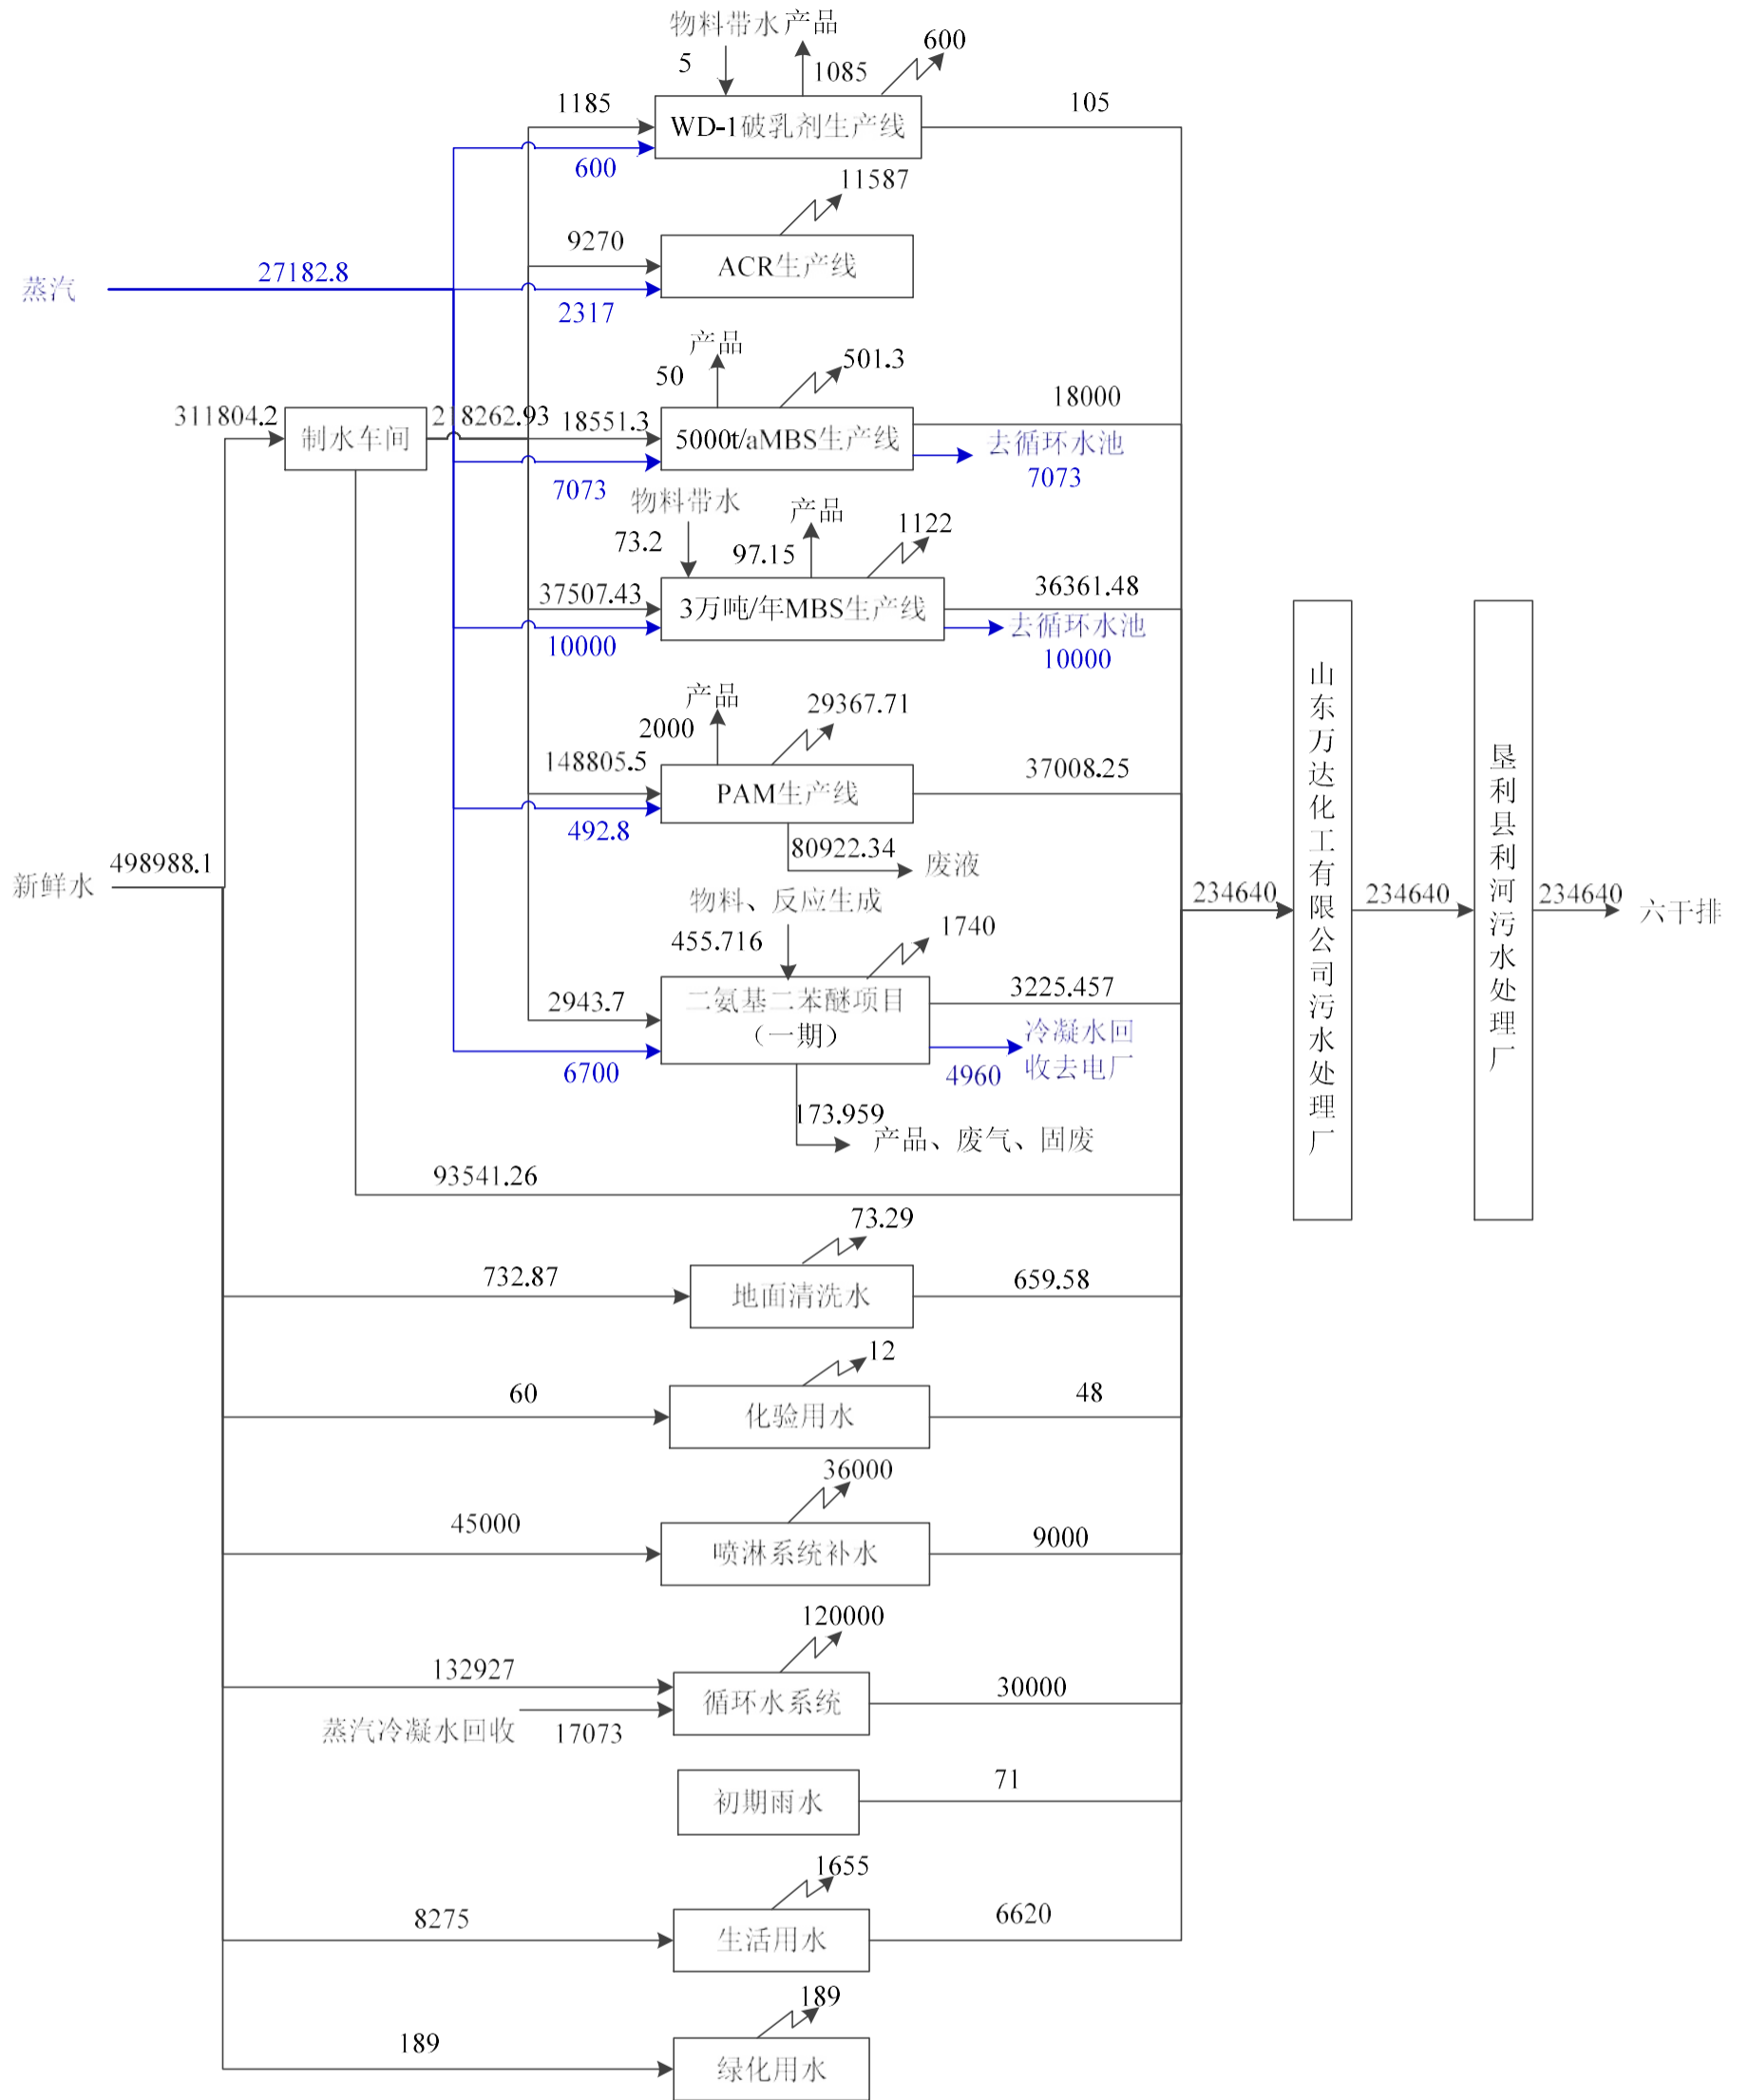 物料带水 产品
600
5
1085
1185
105
WD-1破乳剂生产线
600
11587
9270
ACR生产线
蒸汽
27182.8
2317
产品
501.3
50
18000
311804.2
218262.93
18551.3
制水车间
5000t/aMBS生产线
去循环水池
7073
7073
物料带水
产品
1122
73.2
97.15
37507.43
36361.48
3万吨/年MBS生产线
去循环水池
10000
10000
产品
29367.71
2000
148805.5
37008.25
PAM生产线
492.8
80922.34
废液
498988.1
新鲜水
物料、反应生成
455.716
1740
2943.7
3225.457
二氨基二苯醚项目
（一期）
冷凝水回
收去电厂
6700
4960
173.959
产品、废气、固废
93541.26
234640
山东万达化工有限公司污水处理厂
234640
垦利县利河污水处理厂
234640
六干排
73.29
732.87
659.58
地面清洗水
12
60
48
化验用水
36000
45000
9000
喷淋系统补水
120000
132927
30000
循环水系统
蒸汽冷凝水回收
17073
71
初期雨水
1655
8275
6620
生活用水
189
189
绿化用水